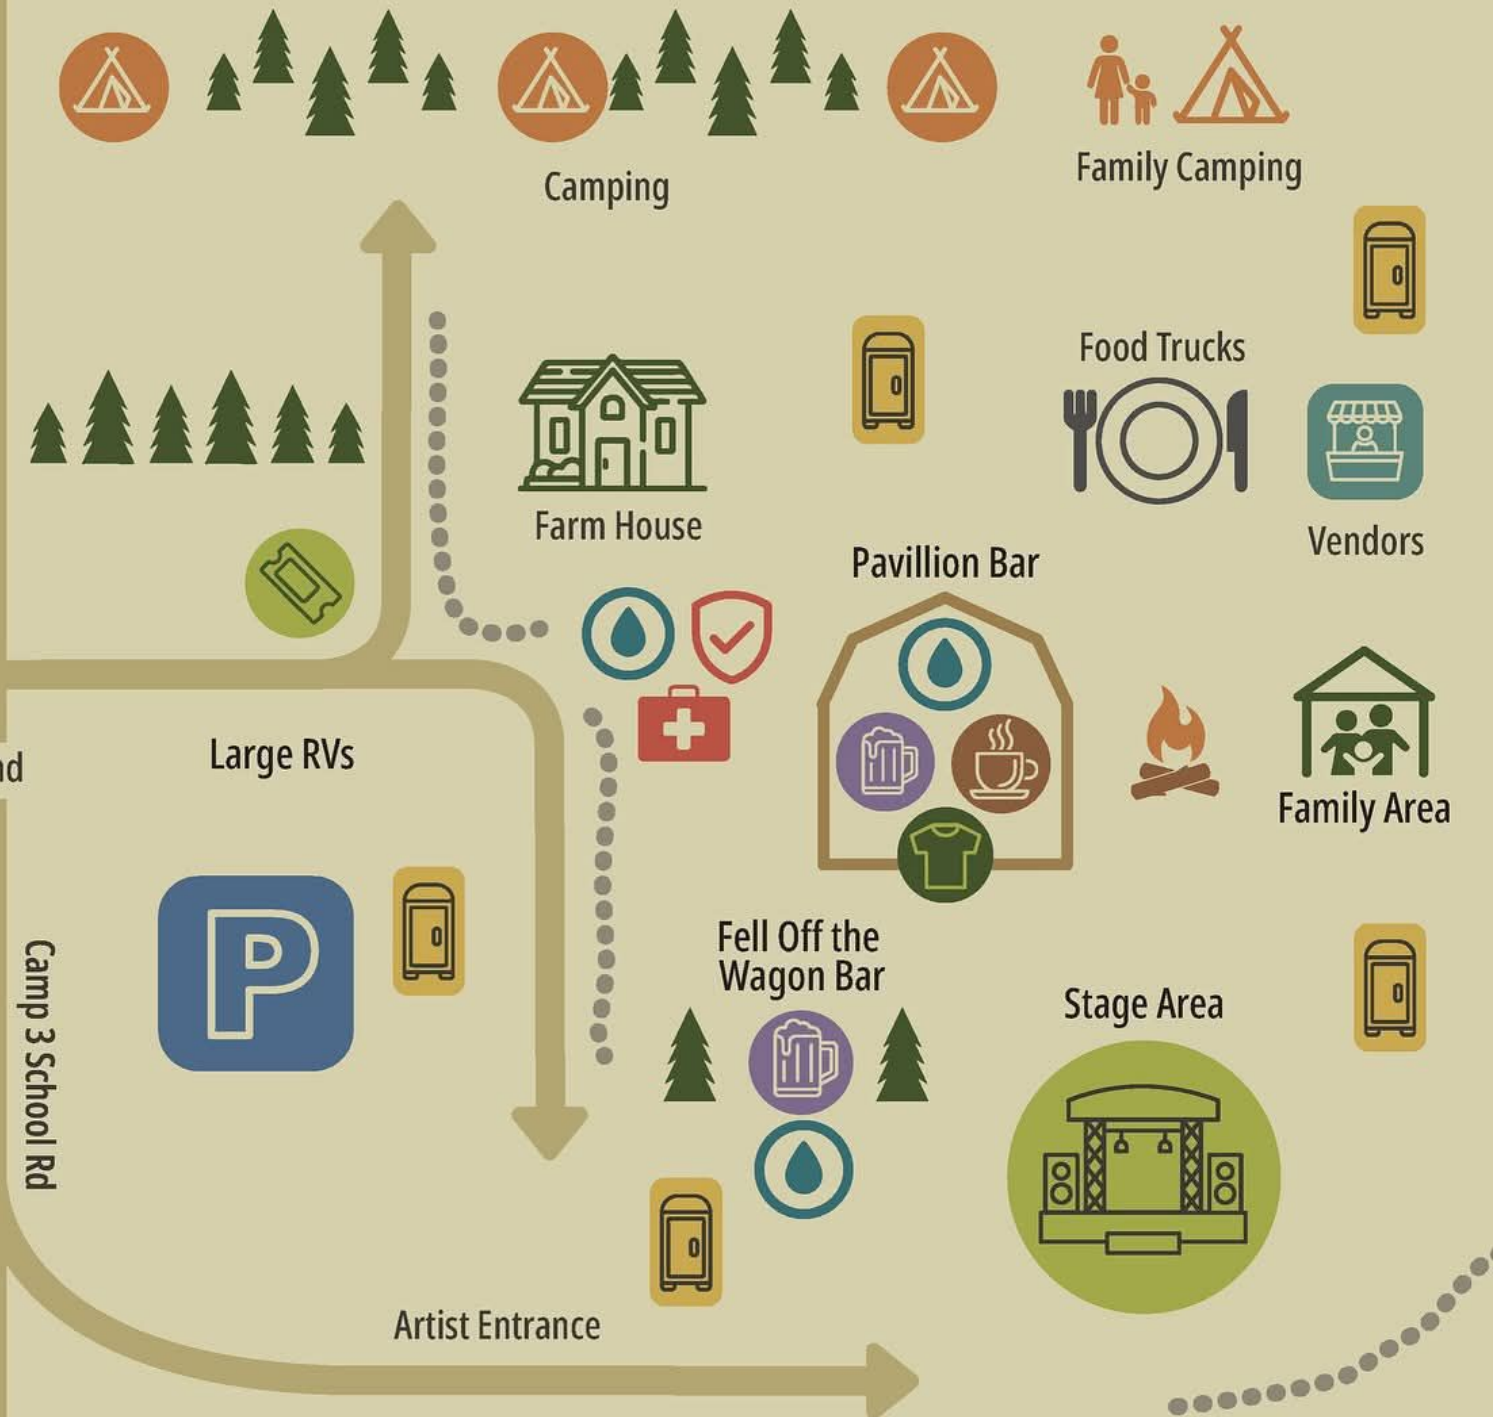 Camping
Family Camping
Food Trucks
Farm House
Vendors
Pavillion Bar
Large RVs
Family Area
P
Fell Off the
Wagon Bar
Camp 3 School Rd
Stage Area
Artist Entrance